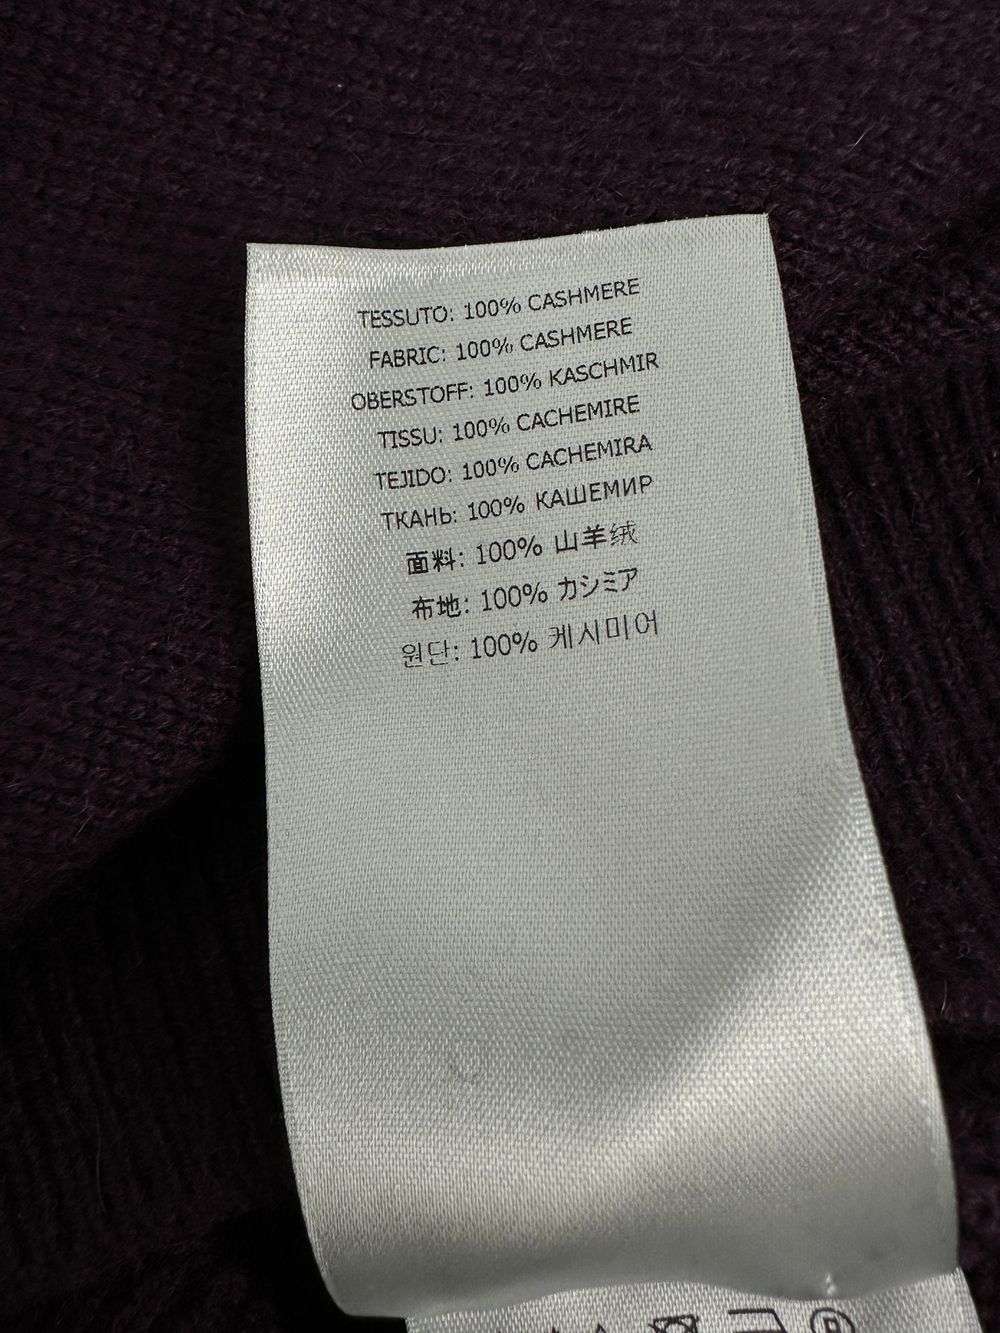 TESSUTO: 100% CASHMERE
FABRIC: 100% CASHMERE
OBERSTOFF: 100% KASCHMIR
TISSU: 100% CACHEMIRE
TEJIDO: 100% CACHEMIRA
ТКАНЬ: 100% КАШЕМИР
面料: 100% 山羊绒
布地: 100% カシミア
원단: 100% 케시미어
P